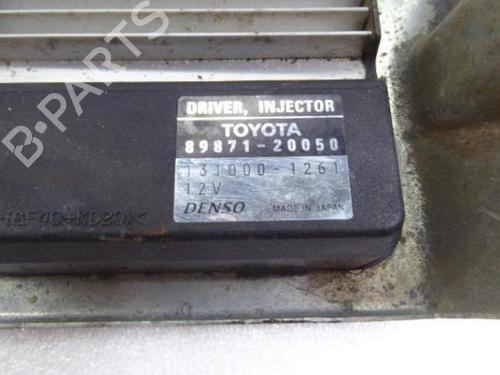 DRIVER, INJECTOR
TOYOTA
89871-20050
131000-1261
12V
DENSO MADE IN JAPAN
B-PARTS